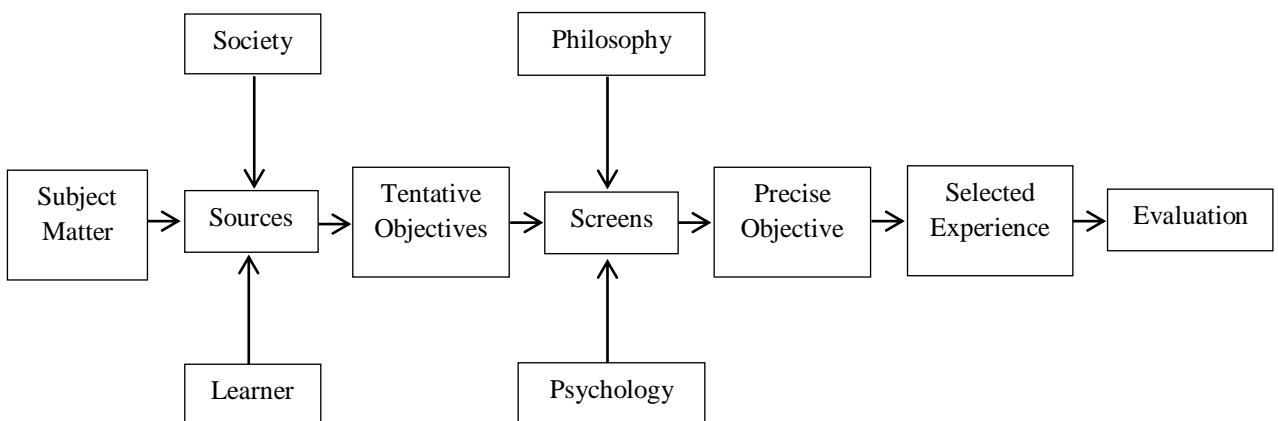 Society
Philosophy
Subject
Matter
Sources
Tentative
Objectives
Screens
Precise
Objective
Selected
Experience
Evaluation
Learner
Psychology